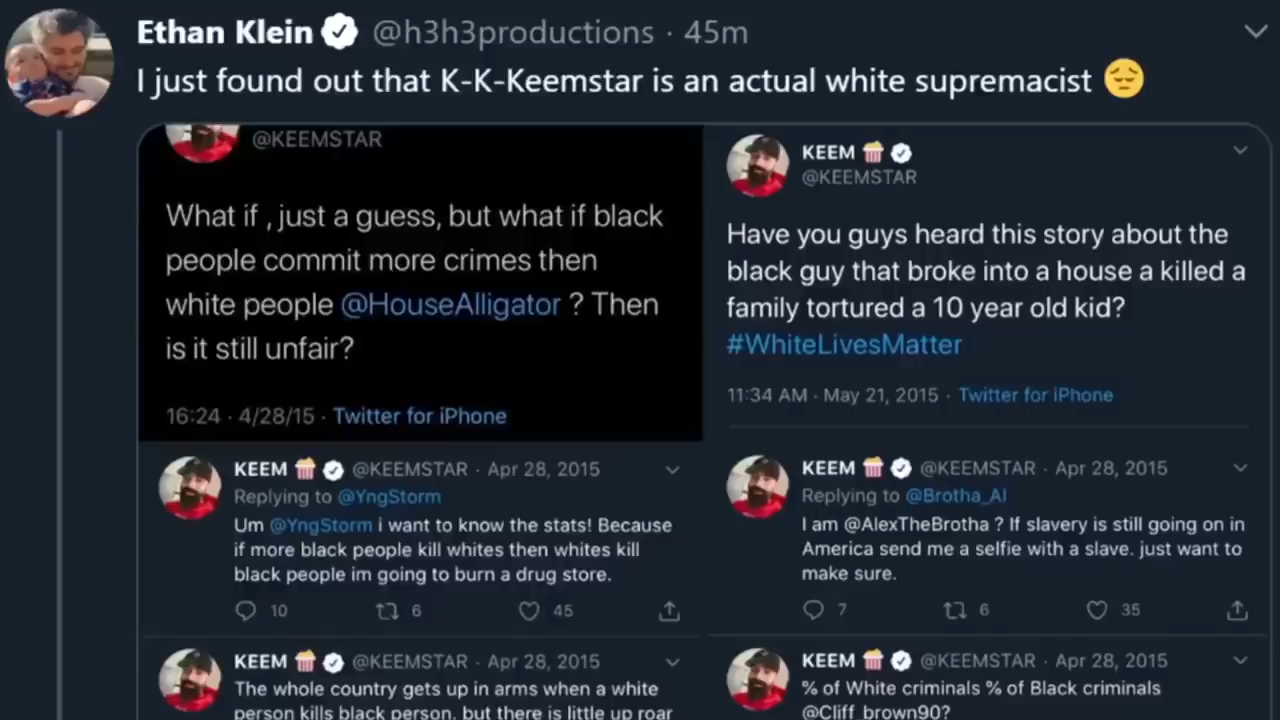 Ethan Klein @h3h3productions · 45m
I just found out that K-K-Keemstar is an actual white supremacist 😔
@KEEMSTAR
What if , just a guess, but what if black
people commit more crimes then
white people @HouseAlligator ? Then
is it still unfair?
16:24 · 4/28/15 · Twitter for iPhone
KEEM 🍿
@KEEMSTAR
Have you guys heard this story about the
black guy that broke into a house a killed a
family tortured a 10 year old kid?
#WhiteLivesMatter
11:34 AM · May 21, 2015 · Twitter for iPhone
KEEM 🍿 @KEEMSTAR · Apr 28, 2015
Replying to @YngStorm
Um @YngStorm i want to know the stats! Because
if more black people kill whites then whites kill
black people im going to burn a drug store.
10 6 45
KEEM 🍿 @KEEMSTAR · Apr 28, 2015
Replying to @Brotha_Al
I am @AlexTheBrotha ? If slavery is still going on in
America send me a selfie with a slave. just want to
make sure.
7 6 35
KEEM 🍿 @KEEMSTAR · Apr 28, 2015
The whole country gets up in arms when a white
person kills black person, but there is little up roar
KEEM 🍿 @KEEMSTAR · Apr 28, 2015
% of White criminals % of Black criminals
@Cliff_brown90?